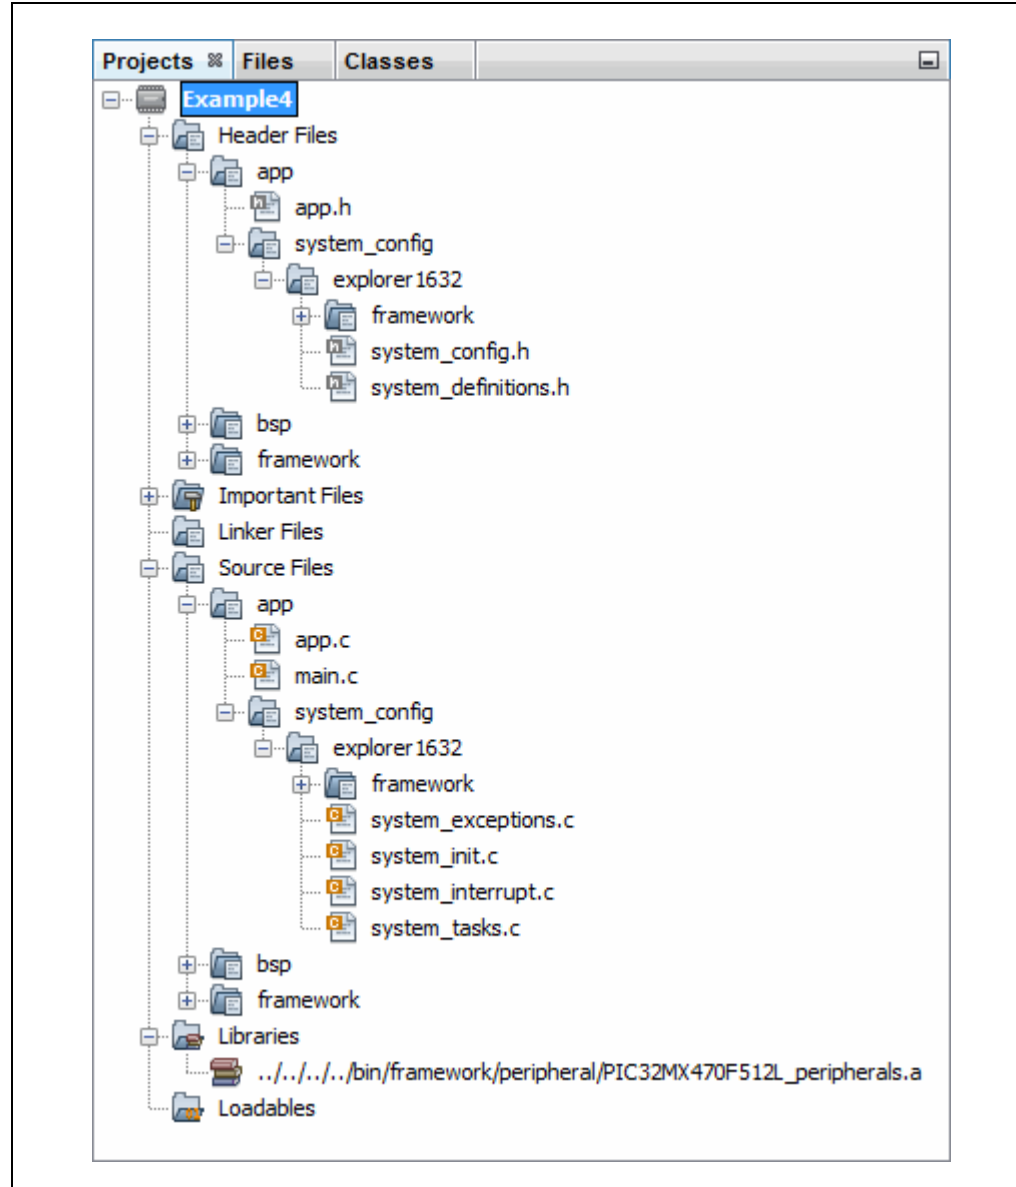 Projects Files Classes
Example4
Header Files
app
app.h
system_config
explorer1632
framework
system_config.h
system_definitions.h
bsp
framework
Important Files
Linker Files
Source Files
app
app.c
main.c
system_config
explorer1632
framework
system_exceptions.c
system_init.c
system_interrupt.c
system_tasks.c
bsp
framework
Libraries
../../../../bin/framework/peripheral/PIC32MX470F512L_peripherals.a
Loadables